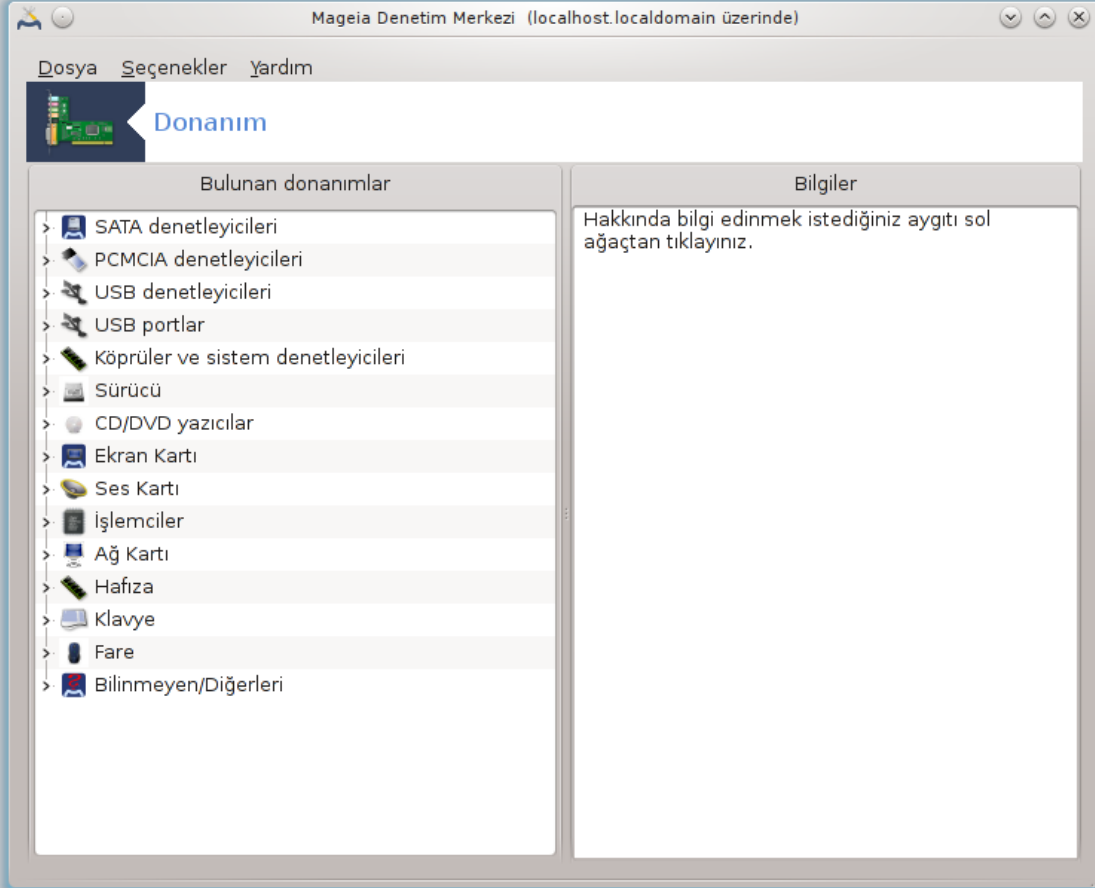 Mageia Denetim Merkezi (localhost.localdomain üzerinde)
Dosya Seçenekler Yardım
Donanım
Bulunan donanımlar
SATA denetleyicileri
PCMCIA denetleyicileri
USB denetleyicileri
USB portlar
Köprüler ve sistem denetleyicileri
Sürücü
CD/DVD yazıcılar
Ekran Kartı
Ses Kartı
İşlemciler
Ağ Kartı
Hafıza
Klavye
Fare
Bilinmeyen/Diğerleri
Bilgiler
Hakkında bilgi edinmek istediğiniz aygıtı sol
ağaçtan tıklayınız.